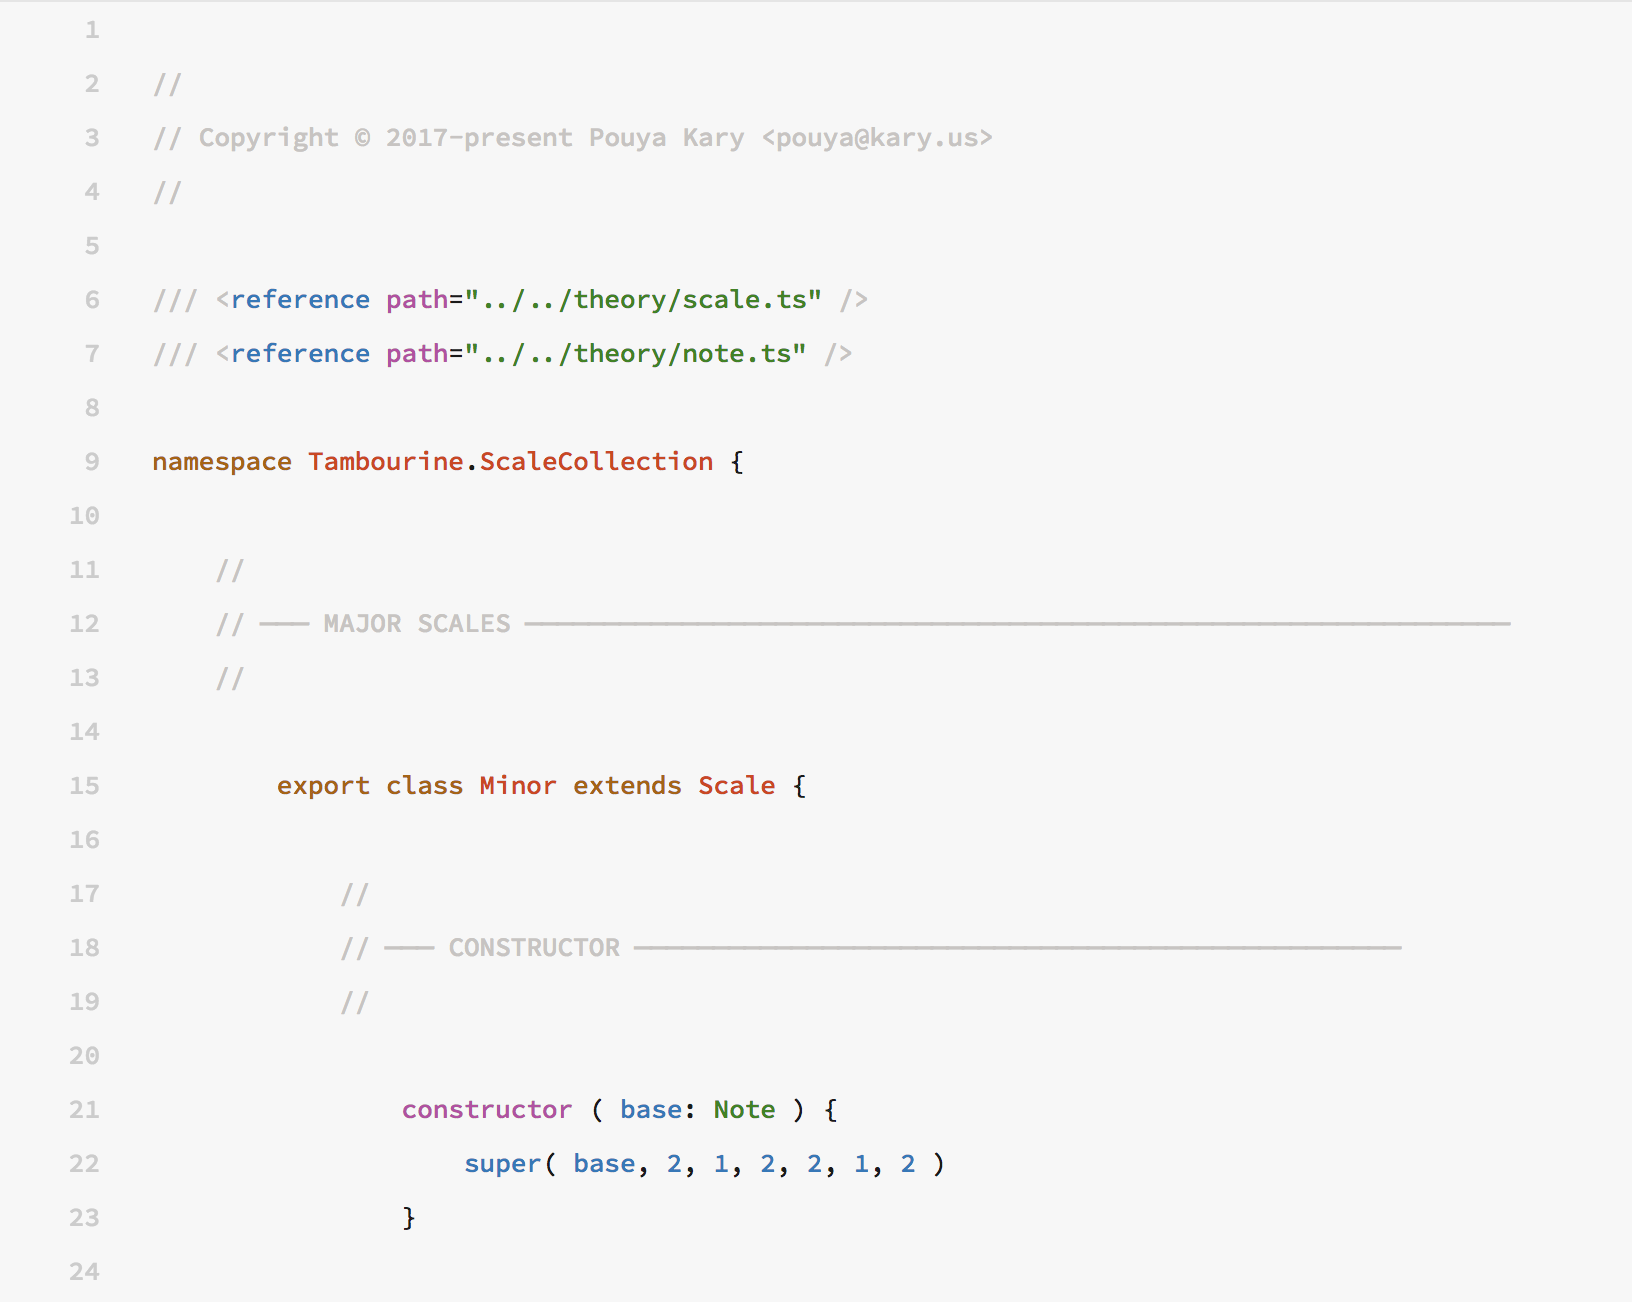 1
2 //
3 // Copyright © 2017-present Pouya Kary <pouya@kary.us>
4 //
5
6 /// <reference path="../../theory/scale.ts" />
7 /// <reference path="../../theory/note.ts" />
8
9 namespace Tambourine.ScaleCollection {
10
11 //
12 // ─── MAJOR SCALES ───────────────────────────────────────────────────────────────
13 //
14
15 export class Minor extends Scale {
16
17 //
18 // ─── CONSTRUCTOR ─────────────────────────────────────────────────
19 //
20
21 constructor ( base: Note ) {
22 super( base, 2, 1, 2, 2, 1, 2 )
23 }
24